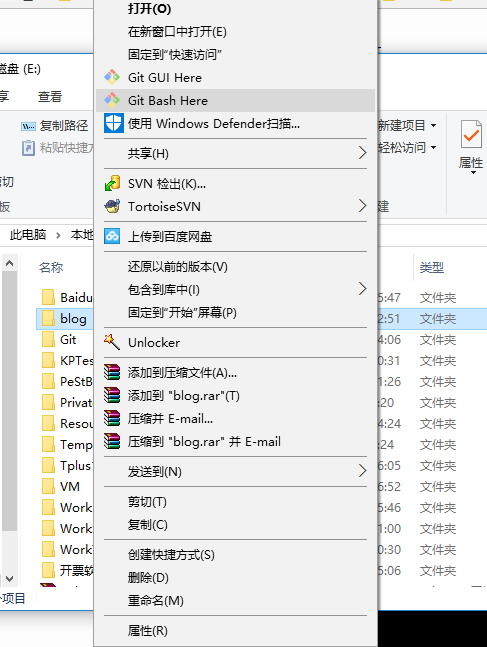 打开(O)
在新窗口中打开(E)
固定到"快速访问"
Git GUI Here
Git Bash Here
使用 Windows Defender扫描...
共享(H)
SVN 检出(K)...
TortoiseSVN
上传到百度网盘
还原以前的版本(V)
包含到库中(I)
固定到"开始"屏幕(P)
Unlocker
添加到压缩文件(A)...
添加到 "blog.rar"(T)
压缩并 E-mail...
压缩到 "blog.rar" 并 E-mail
发送到(N)
剪切(T)
复制(C)
创建快捷方式(S)
删除(D)
重命名(M)
属性(R)
磁盘 (E:)
享
查看
复制路径
粘贴快捷方
剪切
板
新建项目
轻松访问
建
属性
此电脑
本地
名称
类型
Baidu
5:47
文件夹
blog
2:51
文件夹
Git
4:06
文件夹
KPTes
0:31
文件夹
PeStB
1:26
文件夹
Private
:20
文件夹
Resou
4:24
文件夹
Temp
:24
文件夹
Tplus
6:05
文件夹
VM
6:52
文件夹
Work
5:46
文件夹
Work
1:00
文件夹
Work
0:30
文件夹
开票软
5:06
文件夹
个项目